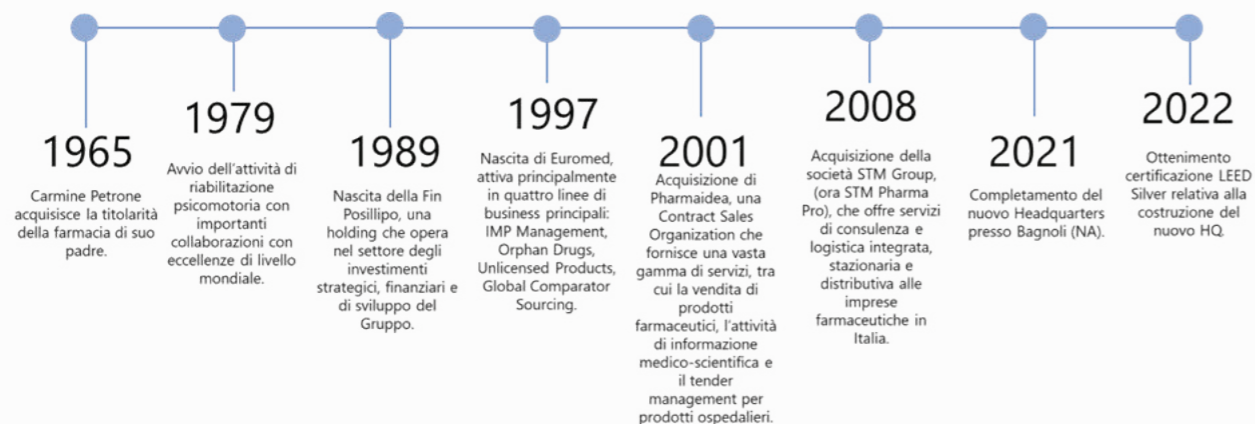 1965
Carmine Petrone
acquisisce la titolarità
della farmacia di suo
padre.
1979
Avvio dell'attività di
riabilitazione
psicomotoria con
importanti
collaborazioni con
eccellenze di livello
mondiale.
1989
Nascita della Fin
Posillipo, una
holding che opera
nel settore degli
investimenti
strategici, finanziari e
di sviluppo del
Gruppo.
1997
Nascita di Euromed,
attiva principalmente
in quattro linee di
business principali:
IMP Management,
Orphan Drugs,
Unlicensed Products,
Global Comparator
Sourcing.
2001
Acquisizione di
Pharmaidea, una
Contract Sales
Organization che
fornisce una vasta
gamma di servizi, tra
cui la vendita di
prodotti
farmaceutici, l'attività
di informazione
medico-scientifica e
il tender
management per
prodotti ospedalieri.
2008
Acquisizione della
società STM Group,
(ora STM Pharma
Pro), che offre servizi
di consulenza e
logistica integrata,
stazionaria e
distributiva alle
imprese
farmaceutiche in
Italia.
2021
Completamento del
nuovo Headquarters
presso Bagnoli (NA).
2022
Ottenimento
certificazione LEED
Silver relativa alla
costruzione del
nuovo HQ.